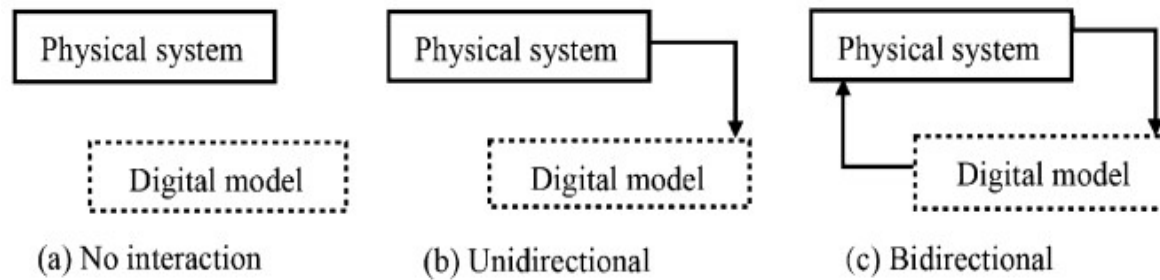 Physical system
Digital model
(a) No interaction
Physical system
Digital model
(b) Unidirectional
Physical system
Digital model
(c) Bidirectional